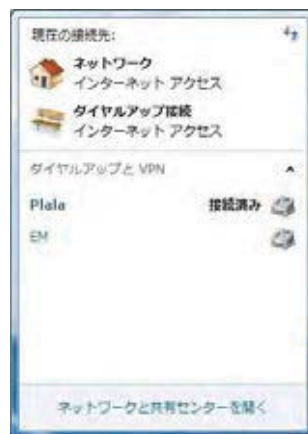 現在の接続先:
ネットワーク
インターネット アクセス
ダイヤルアップ接続
インターネット アクセス
ダイヤルアップと VPN
Plala 接続済み
EM
ネットワークと共有センターを開く